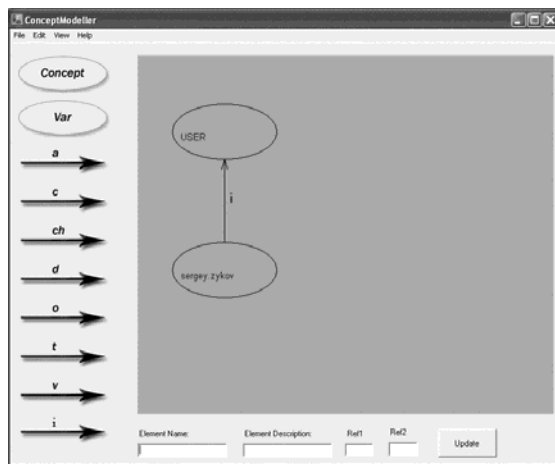 ConceptModeller
File Edit View Help
Concept
Var
a
c
ch
d
o
t
v
i
USER
i
sergey.zykov
Element Name: Element Description: Ref1 Ref2
Update